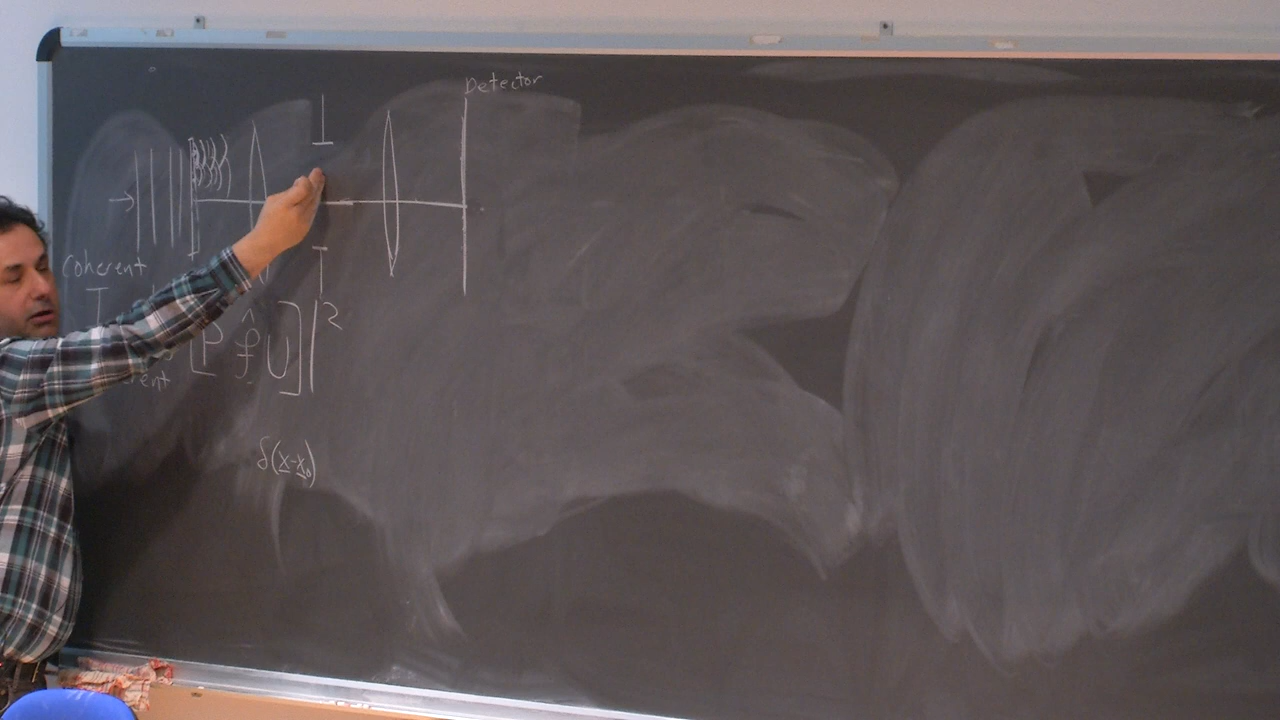 Detector
Coherent
[P f̂ U]|²
δ(x-x₀)